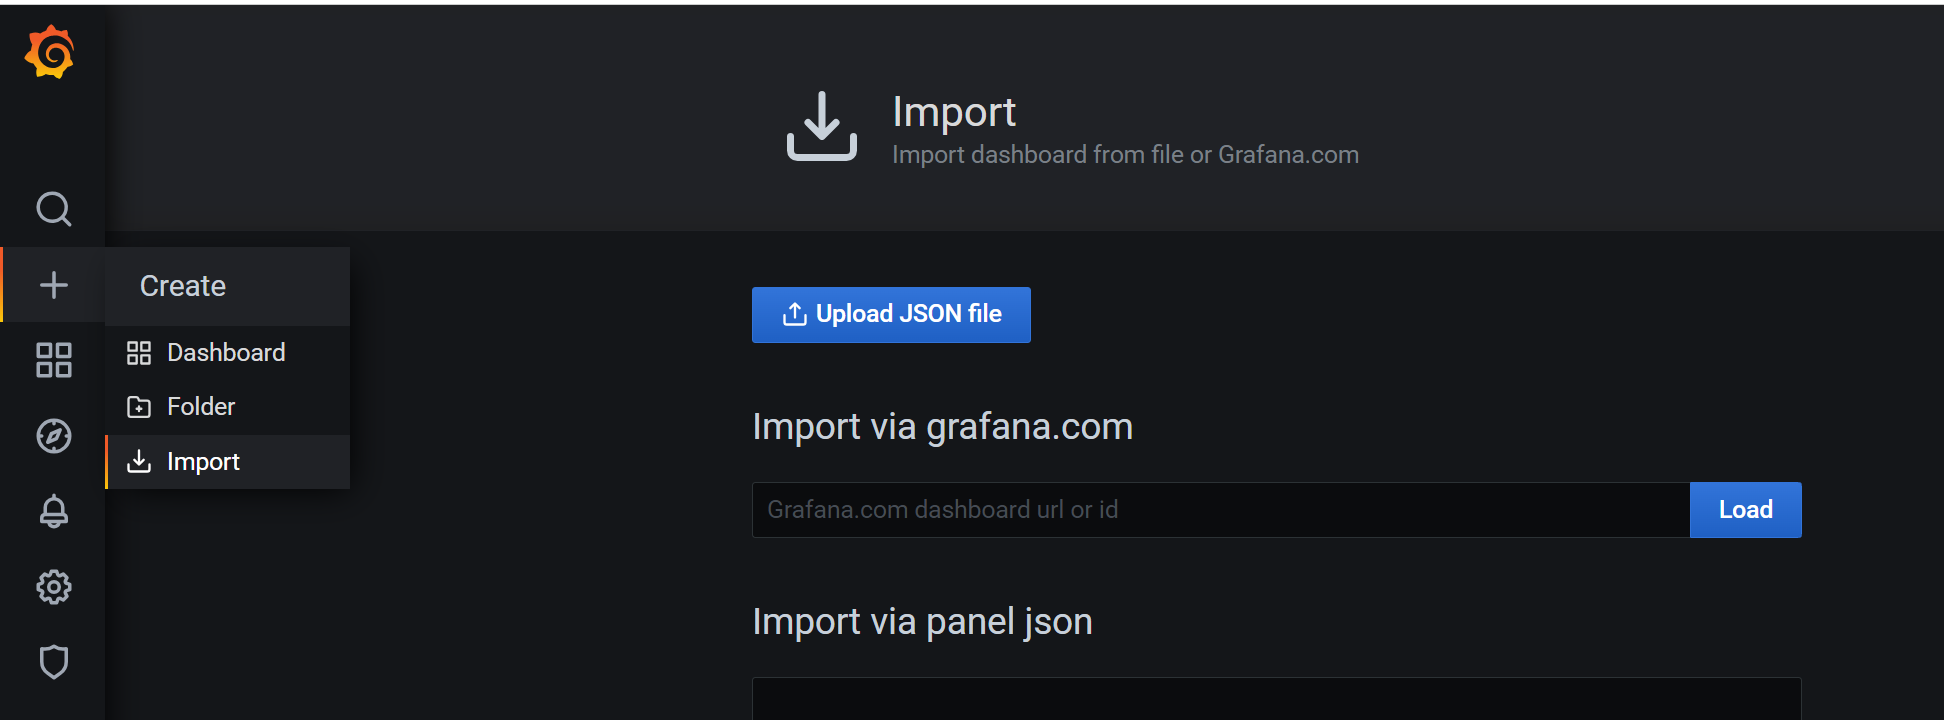 Import
Import dashboard from file or Grafana.com
Create
Dashboard
Folder
Import
Upload JSON file
Import via grafana.com
Grafana.com dashboard url or id
Load
Import via panel json